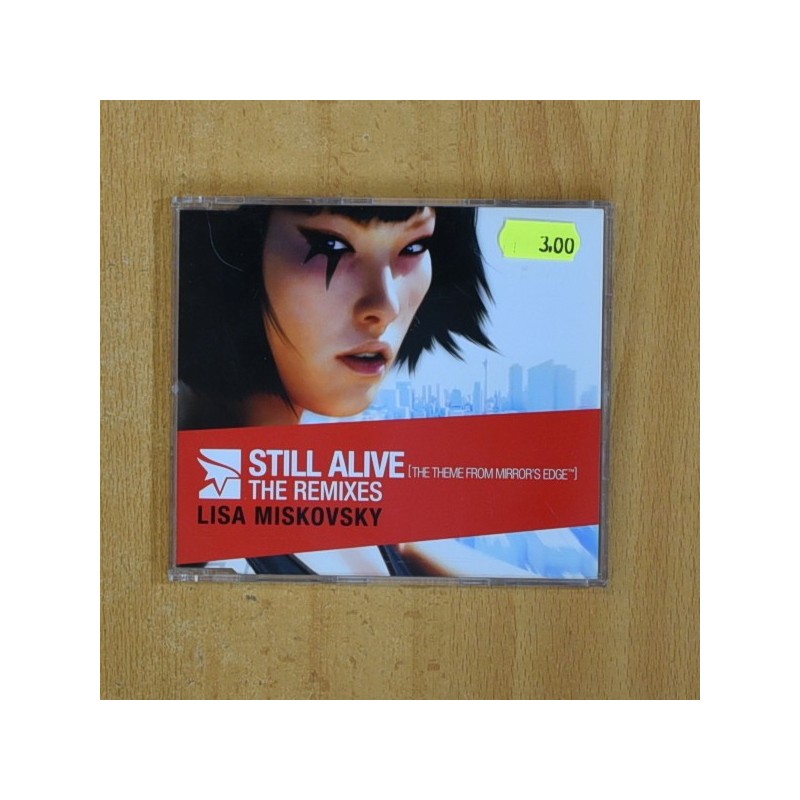 3,00
STILL ALIVE [THE THEME FROM MIRROR'S EDGE™]
THE REMIXES
LISA MISKOVSKY